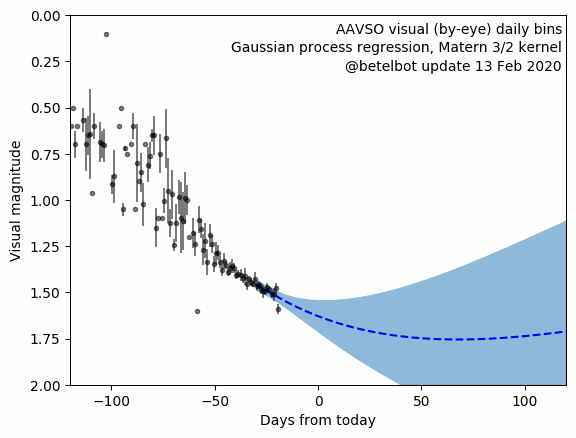 AAVSO visual (by-eye) daily bins
Gaussian process regression, Matern 3/2 kernel
@betelbot update 13 Feb 2020
Visual magnitude
0.00
0.25
0.50
0.75
1.00
1.25
1.50
1.75
2.00
−100
−50
0
50
100
Days from today